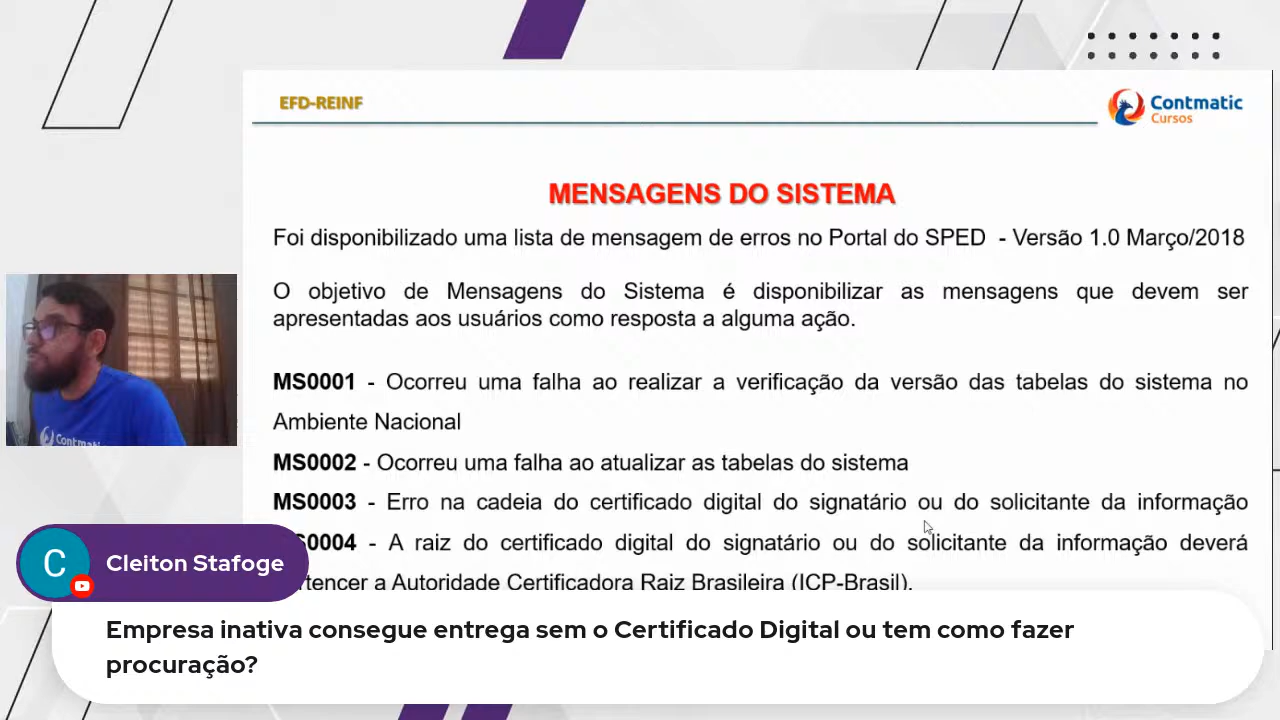 EFD-REINF
Contmatic
Cursos
MENSAGENS DO SISTEMA
Foi disponibilizado uma lista de mensagem de erros no Portal do SPED - Versão 1.0 Março/2018
O objetivo de Mensagens do Sistema é disponibilizar as mensagens que devem ser
apresentadas aos usuários como resposta a alguma ação.
MS0001 - Ocorreu uma falha ao realizar a verificação da versão das tabelas do sistema no
Ambiente Nacional
MS0002 - Ocorreu uma falha ao atualizar as tabelas do sistema
MS0003 - Erro na cadeia do certificado digital do signatário ou do solicitante da informação
S0004 - A raiz do certificado digital do signatário ou do solicitante da informação deverá
rtencer a Autoridade Certificadora Raiz Brasileira (ICP-Brasil).
Contmatic
C
Cleiton Stafoge
Empresa inativa consegue entrega sem o Certificado Digital ou tem como fazer
procuração?